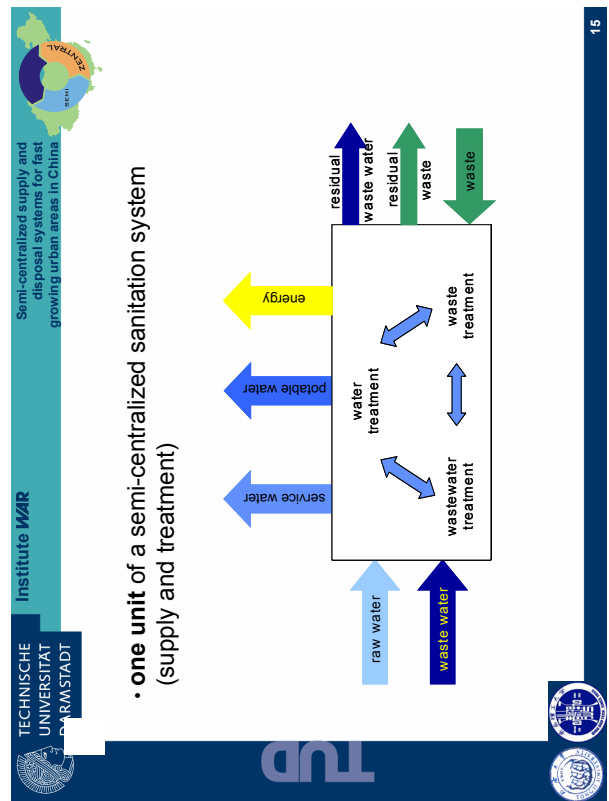 TECHNISCHE
UNIVERSITÄT
DARMSTADT
Institute WAR
Semi-centralized supply and
disposal systems for fast
growing urban areas in China
SEMI
ZENTRAL
• one unit of a semi-centralized sanitation system
(supply and treatment)
service water
potable water
energy
raw water
waste water
water
treatment
wastewater
treatment
waste
treatment
residual
waste water
residual
waste
waste
TUD
15